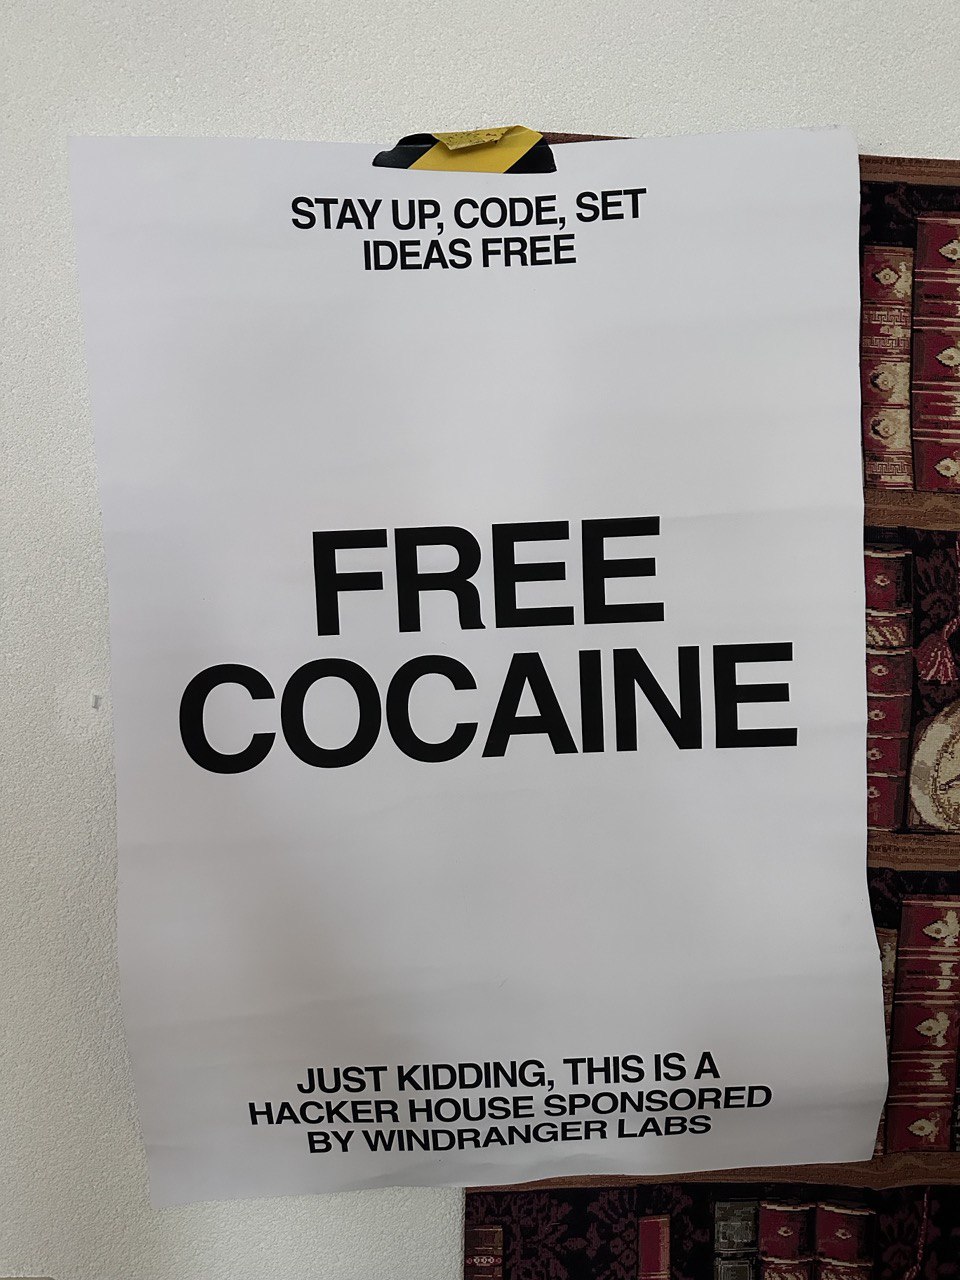 STAY UP, CODE, SET
IDEAS FREE
FREE
COCAINE
JUST KIDDING, THIS IS A
HACKER HOUSE SPONSORED
BY WINDRANGER LABS